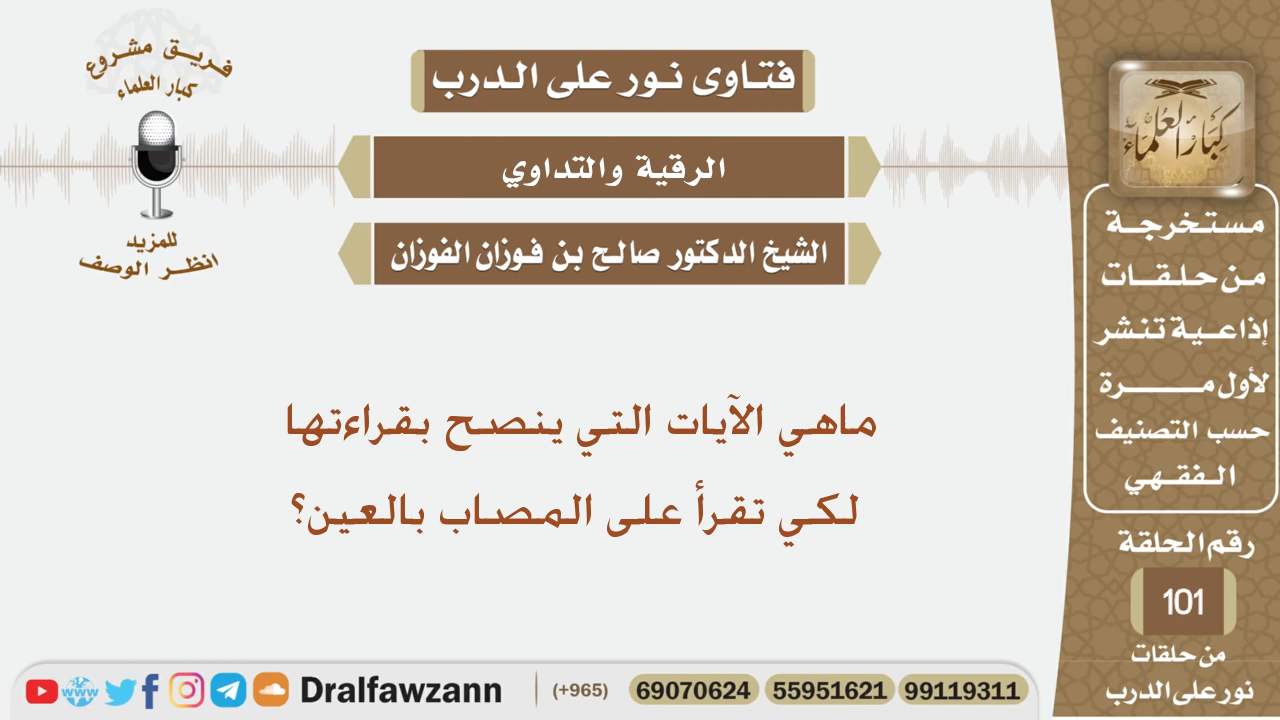 فريق مشروع
كبار العلماء
للمزيد
انظر الوصف
فتاوى نور على الدرب
الرقية والتداوي
الشيخ الدكتور صالح بن فوزان الفوزان
ماهي الآيات التي ينصح بقراءتها
لكي تقرأ على المصاب بالعين؟
كبار العلماء
مستخرجة
من حلقات
إذاعية تنشر
لأول مرة
حسب التصنيف
الفقهي
رقم الحلقة
101
من حلقات
نور على الدرب
www Dralfawzann (+965) 69070624 55951621 99119311